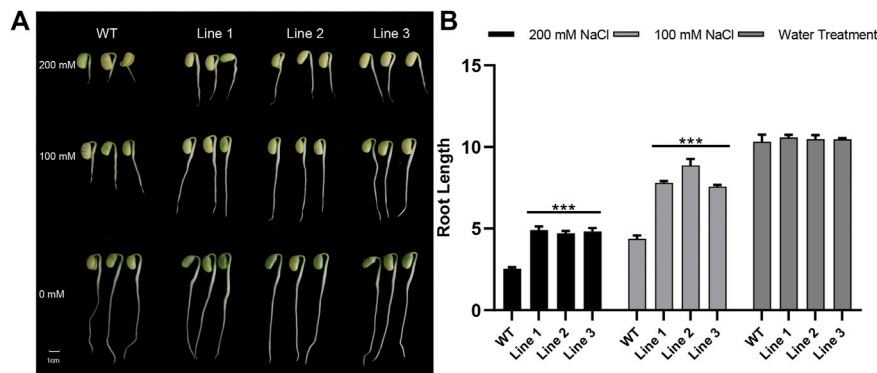 A
WT Line 1 Line 2 Line 3
200 mM
100 mM
0 mM
1cm
B
200 mM NaCl 100 mM NaCl Water Treatment
Root Length
15
10
5
0
*** ***
WT Line 1 Line 2 Line 3 WT Line 1 Line 2 Line 3 WT Line 1 Line 2 Line 3